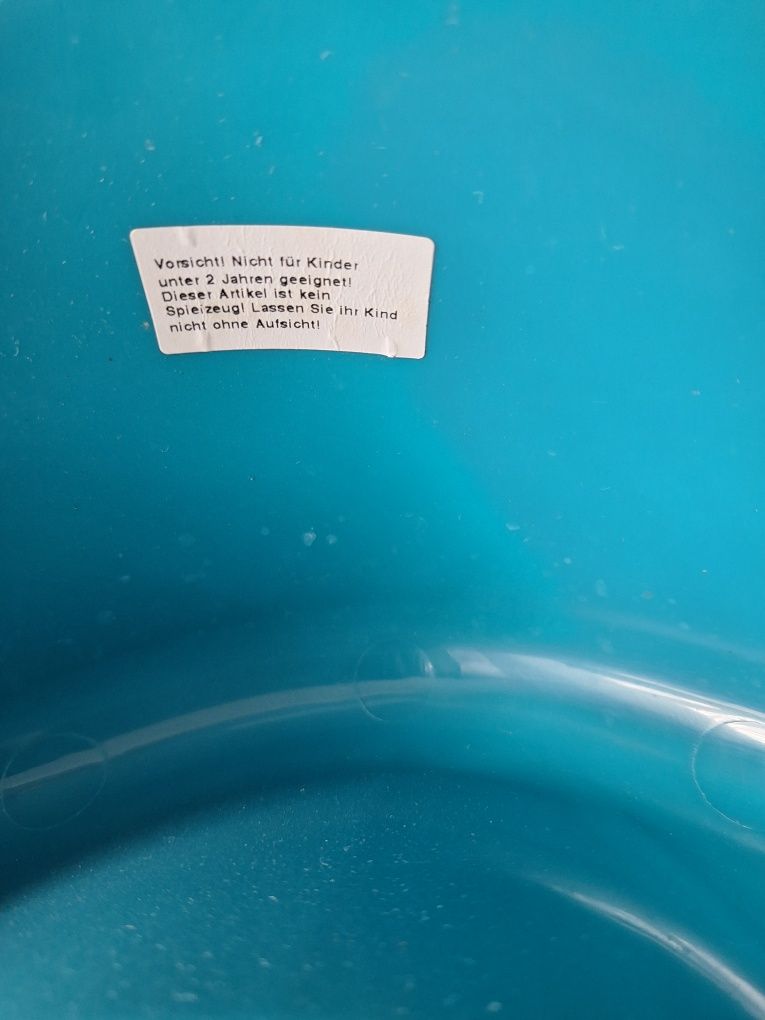 Vorsicht! Nicht für Kinder
unter 2 Jahren geeignet!
Dieser Artikel ist kein
Spielzeug! Lassen Sie ihr Kind
nicht ohne Aufsicht!